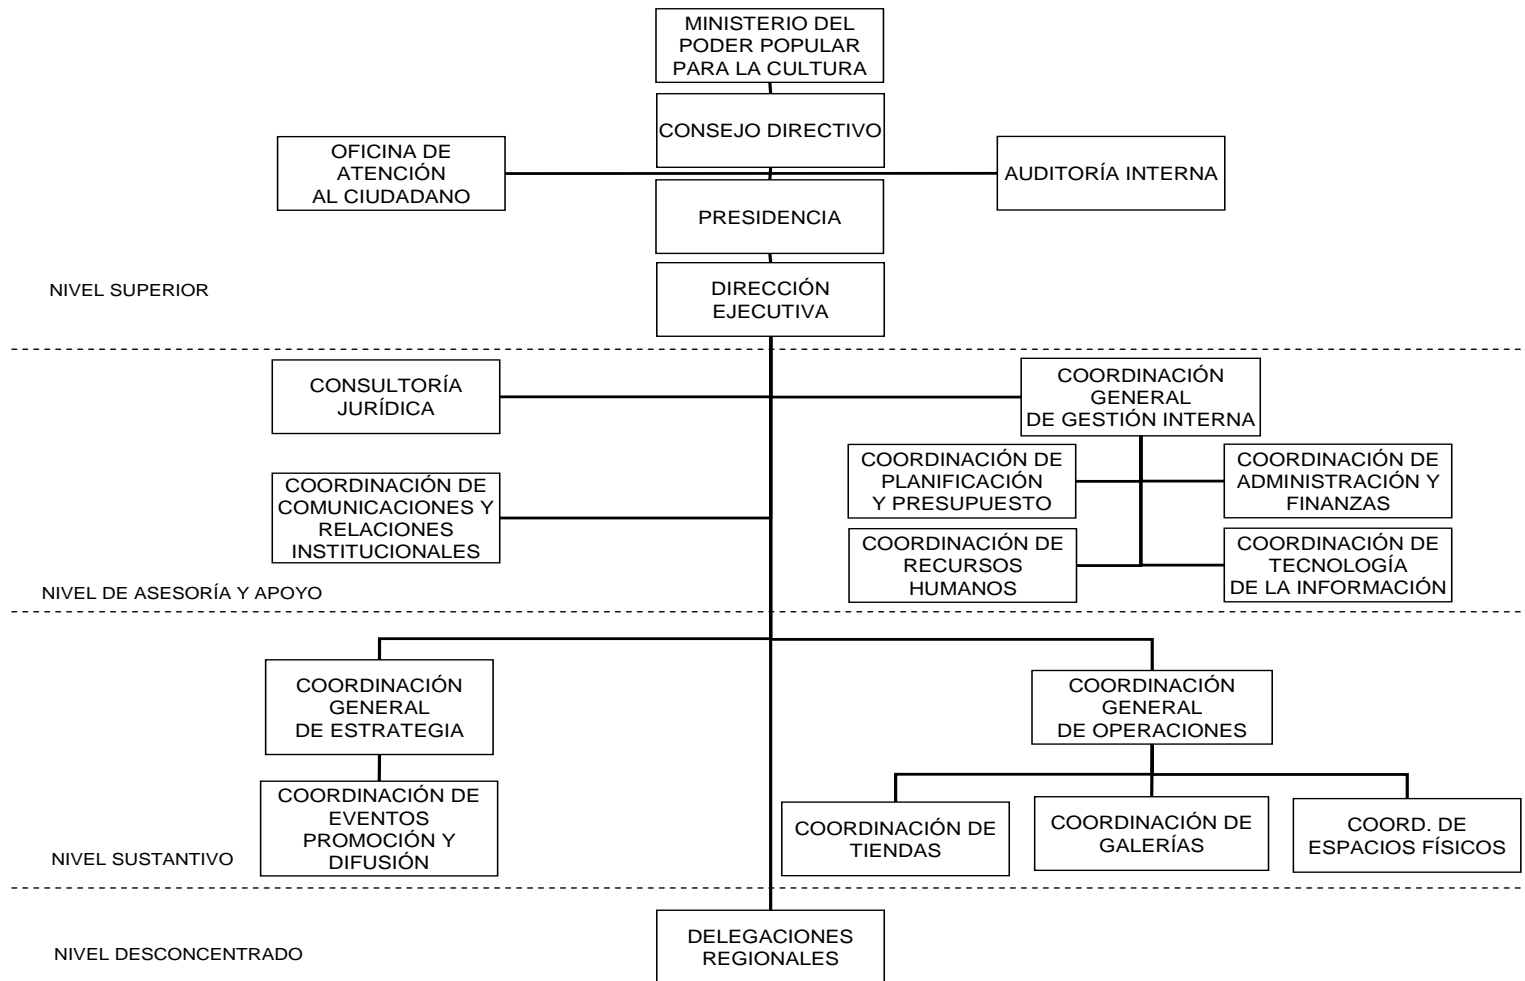 MINISTERIO DEL
PODER POPULAR
PARA LA CULTURA
CONSEJO DIRECTIVO
OFICINA DE
ATENCIÓN
AL CIUDADANO
AUDITORÍA INTERNA
PRESIDENCIA
DIRECCIÓN
EJECUTIVA
NIVEL SUPERIOR
CONSULTORÍA
JURÍDICA
COORDINACIÓN
GENERAL
DE GESTIÓN INTERNA
COORDINACIÓN DE
PLANIFICACIÓN
Y PRESUPUESTO
COORDINACIÓN DE
ADMINISTRACIÓN Y
FINANZAS
COORDINACIÓN DE
COMUNICACIONES Y
RELACIONES
INSTITUCIONALES
COORDINACIÓN DE
RECURSOS
HUMANOS
COORDINACIÓN DE
TECNOLOGÍA
DE LA INFORMACIÓN
NIVEL DE ASESORÍA Y APOYO
COORDINACIÓN
GENERAL
DE ESTRATEGIA
COORDINACIÓN
GENERAL
DE OPERACIONES
COORDINACIÓN DE
EVENTOS
PROMOCIÓN Y
DIFUSIÓN
COORDINACIÓN DE
TIENDAS
COORDINACIÓN DE
GALERÍAS
COORD. DE
ESPACIOS FÍSICOS
NIVEL SUSTANTIVO
DELEGACIONES
REGIONALES
NIVEL DESCONCENTRADO